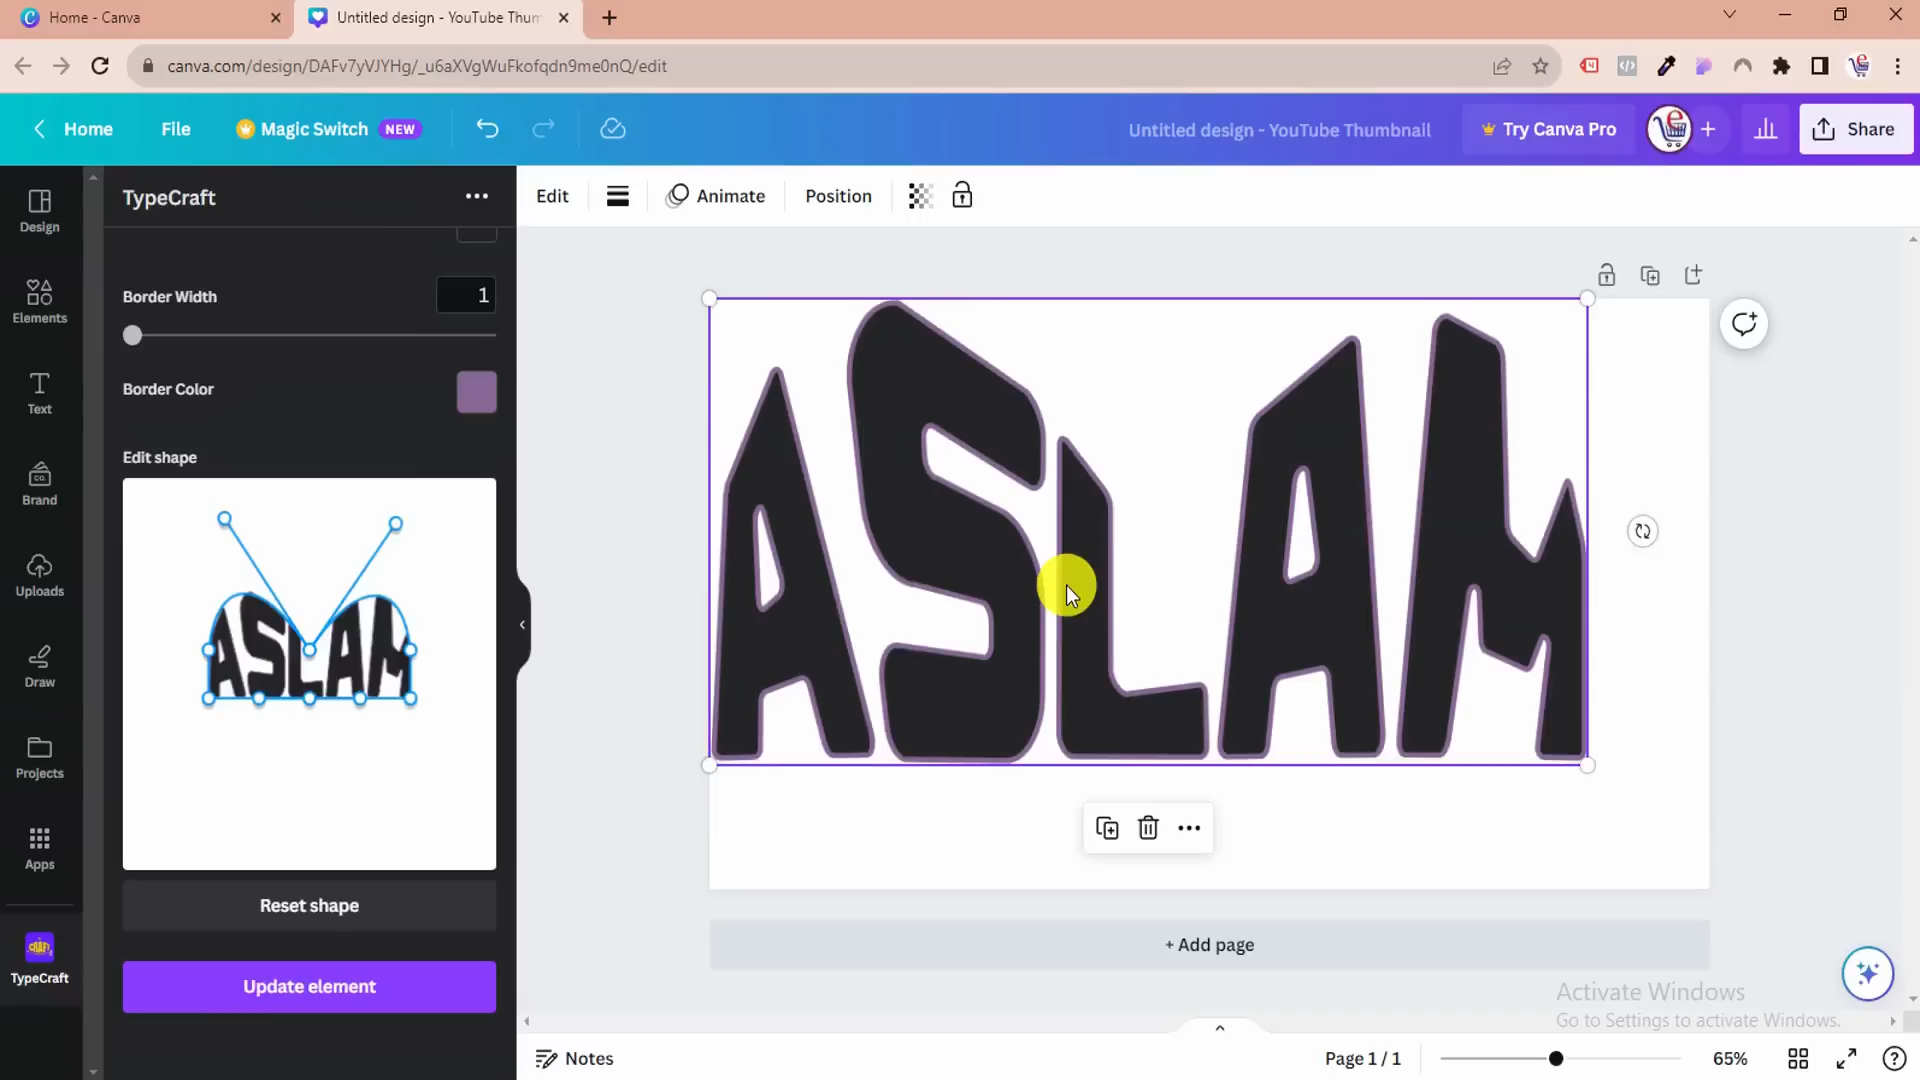 Home - Canva
Untitled design - YouTube Thum
canva.com/design/DAFv7yVJYHg/_u6aXVgWuFkofqdn9me0nQ/edit
Home
File
Magic Switch NEW
Untitled design - YouTube Thumbnail
Try Canva Pro
Share
Design
Elements
Text
Brand
Uploads
Draw
Projects
Apps
CRAFT
TypeCraft
TypeCraft
Border Width
1
Border Color
Edit shape
ASLAM
Reset shape
Update element
Edit
Animate
Position
ASLAM
+ Add page
Activate Windows
Go to Settings to activate Windows.
Notes
Page 1 / 1
65%